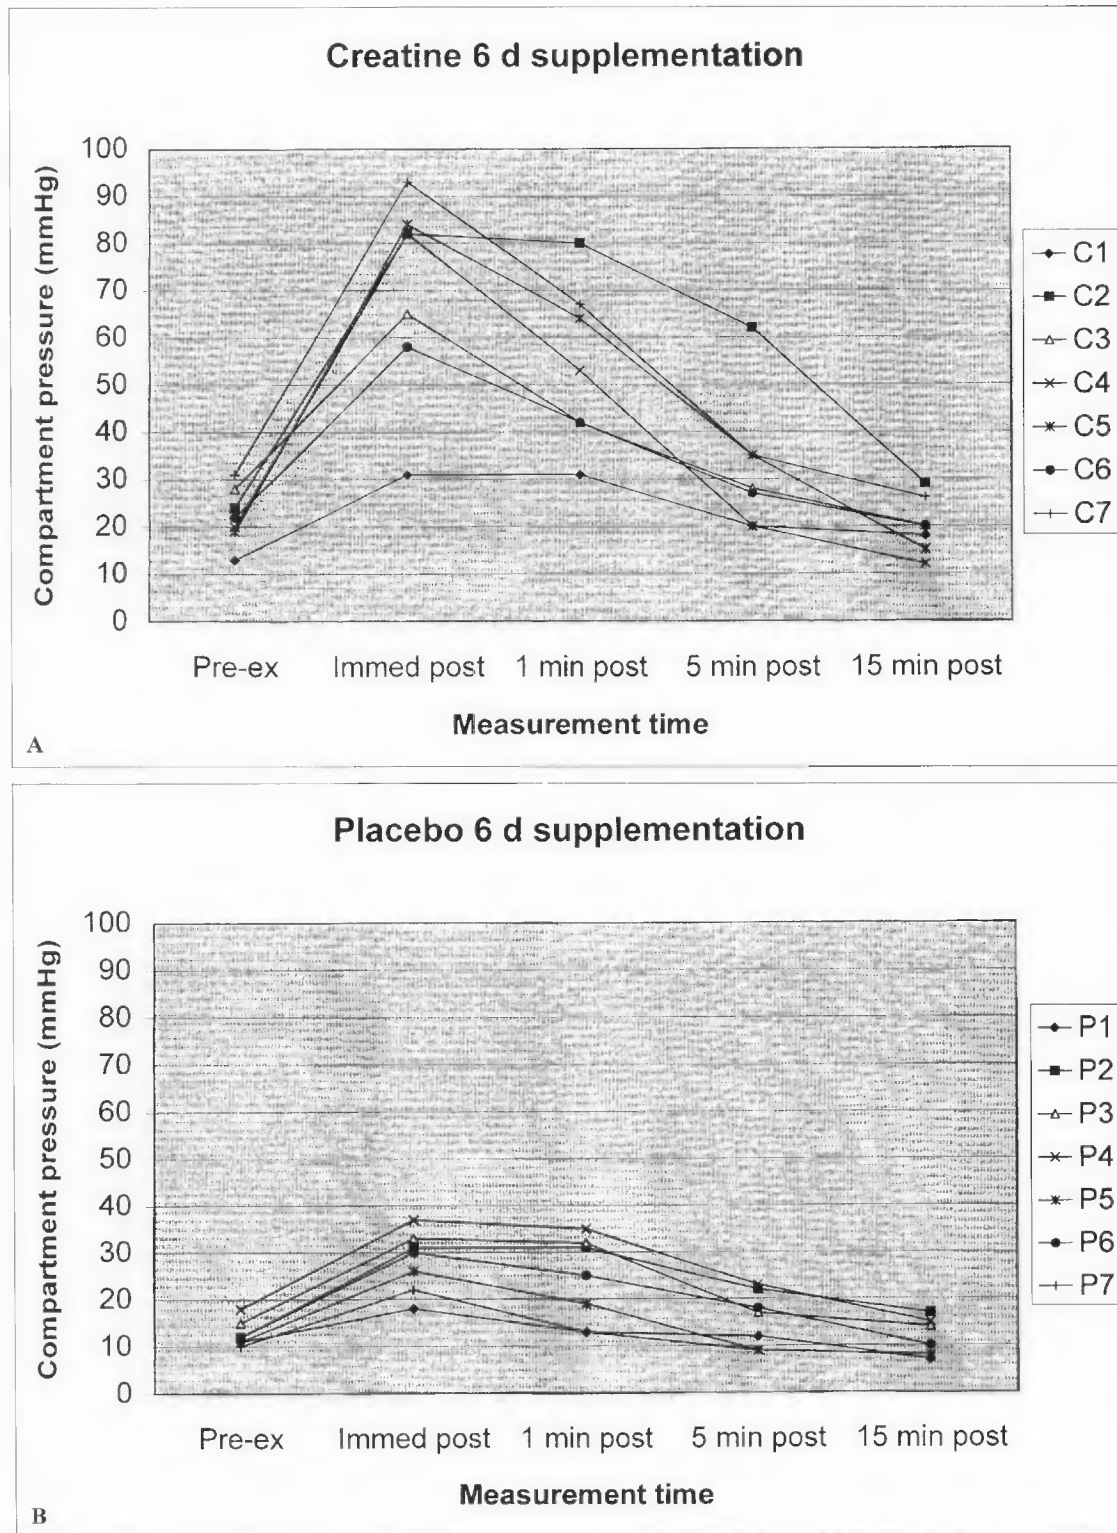 Creatine 6 d supplementation
Compartment pressure (mmHg)
100
90
80
70
60
50
40
30
20
10
0
Pre-ex Immed post 1 min post 5 min post 15 min post
Measurement time
C1
C2
C3
C4
C5
C6
C7
A
Placebo 6 d supplementation
Compartment pressure (mmHg)
100
90
80
70
60
50
40
30
20
10
0
Pre-ex Immed post 1 min post 5 min post 15 min post
Measurement time
P1
P2
P3
P4
P5
P6
P7
B